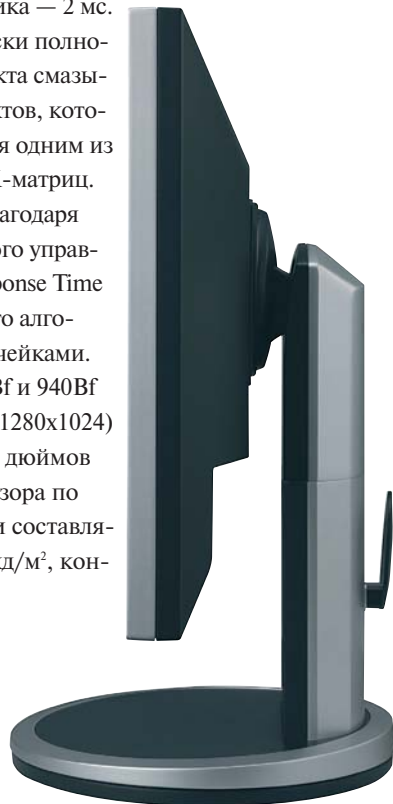 ика — 2 мс.
ски полно-
кта смазы-
ктов, кото-
я одним из
-матриц.
агодаря
ого управ-
ponse Time
го алго-
чейками.
Bf и 940Bf
1280x1024)
дюймов
зора по
и составля-
кд/м², кон-